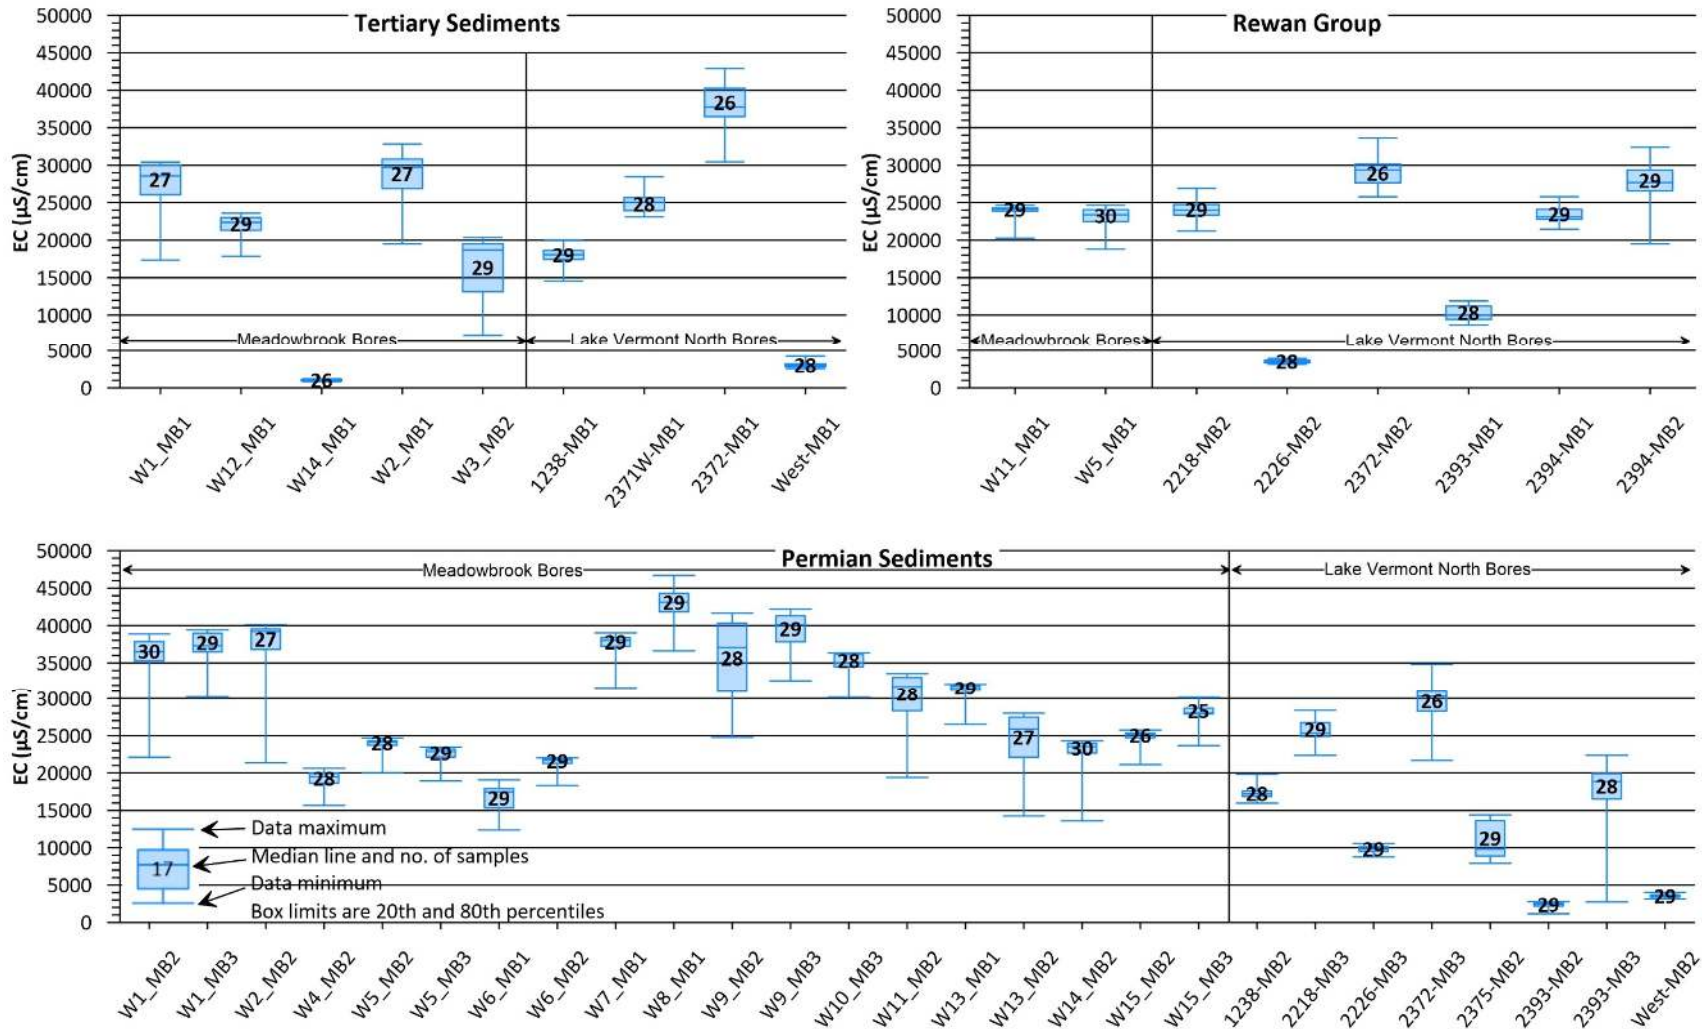 Tertiary Sediments
EC (µS/cm)
50000
45000
40000
35000
30000
25000
20000
15000
10000
5000
0
27
29
26
27
29
29
28
26
28
Meadowbrook Bores
Lake Vermont North Bores
W1_MB1
W12_MB1
W14_MB1
W2_MB1
W3_MB2
1238-MB1
2371W-MB1
2372-MB1
West-MB1
Rewan Group
EC (µS/cm)
50000
45000
40000
35000
30000
25000
20000
15000
10000
5000
0
29
30
29
28
26
28
29
29
Meadowbrook Bores
Lake Vermont North Bores
W11_MB1
W5_MB1
2218-MB2
2226-MB2
2372-MB2
2393-MB1
2394-MB1
2394-MB2
Permian Sediments
EC (µS/cm)
50000
45000
40000
35000
30000
25000
20000
15000
10000
5000
0
Meadowbrook Bores
Lake Vermont North Bores
30
29
27
28
28
29
29
29
29
29
28
29
28
28
29
27
30
26
25
28
29
29
26
29
29
28
29
17
Data maximum
Median line and no. of samples
Data minimum
Box limits are 20th and 80th percentiles
W1_MB2
W1_MB3
W2_MB2
W4_MB2
W5_MB2
W5_MB3
W6_MB1
W6_MB2
W7_MB1
W8_MB1
W9_MB2
W9_MB3
W10_MB3
W11_MB2
W13_MB1
W13_MB2
W14_MB2
W15_MB2
W15_MB3
1238-MB2
2218-MB3
2226-MB3
2372-MB3
2375-MB2
2393-MB2
2393-MB3
West-MB2